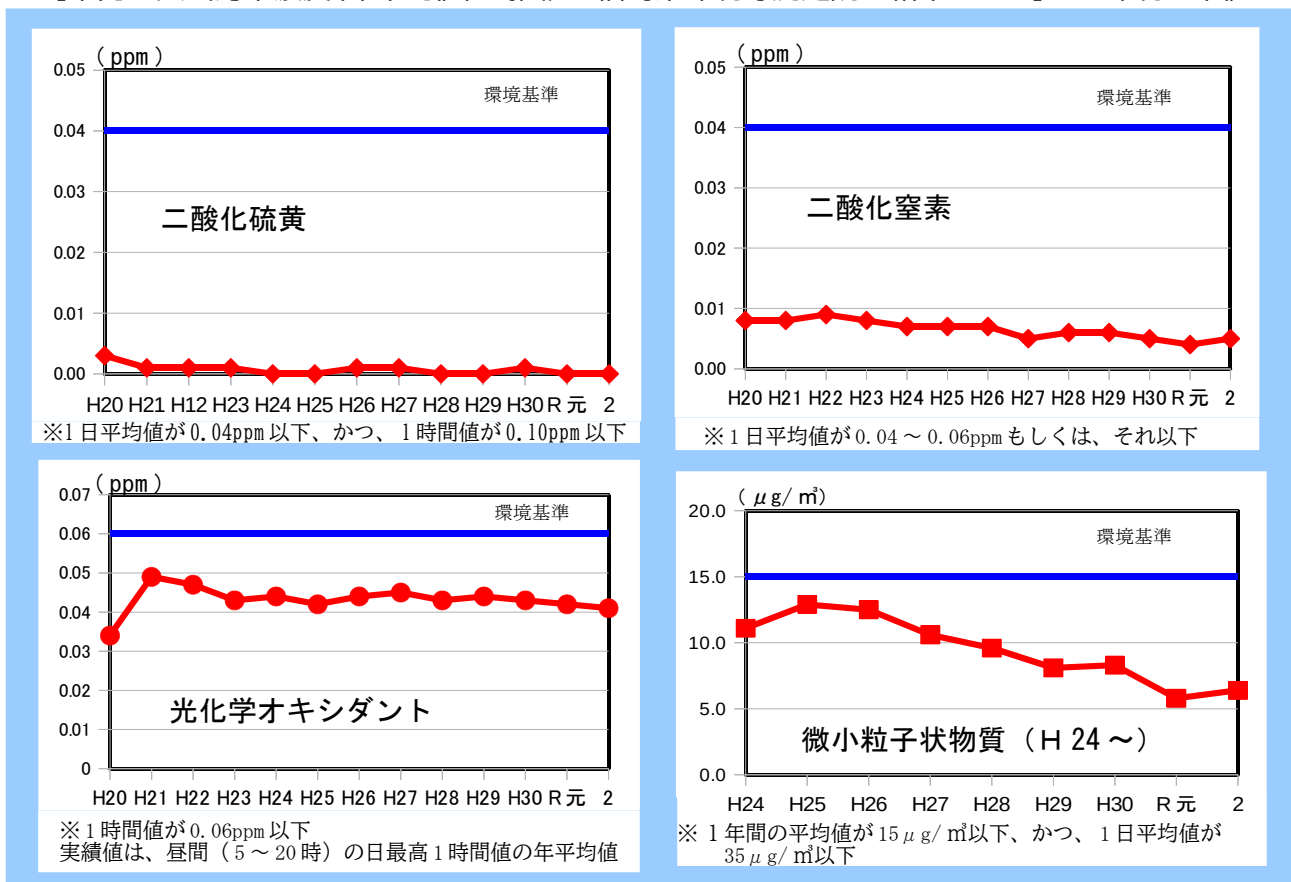 (ppm)
0.05
0.04
0.03
0.02
0.01
0.00
環境基準
二酸化硫黄
H20 H21 H12 H23 H24 H25 H26 H27 H28 H29 H30 R元 2
※1日平均値が0.04ppm以下、かつ、1時間値が0.10ppm以下
(ppm)
0.05
0.04
0.03
0.02
0.01
0.00
環境基準
二酸化窒素
H20 H21 H22 H23 H24 H25 H26 H27 H28 H29 H30 R元 2
※1日平均値が0.04～0.06ppmもしくは、それ以下
(ppm)
0.07
0.06
0.05
0.04
0.03
0.02
0.01
0
環境基準
光化学オキシダント
H20 H21 H22 H23 H24 H25 H26 H27 H28 H29 H30 R元 2
※1時間値が0.06ppm以下
実績値は、昼間（5～20時）の日最高1時間値の年平均値
(μg/㎥)
20.0
15.0
10.0
5.0
0.0
環境基準
微小粒子状物質（H24～）
H24 H25 H26 H27 H28 H29 H30 R元 2
※1年間の平均値が15μg/㎥以下、かつ、1日平均値が
35μg/㎥以下